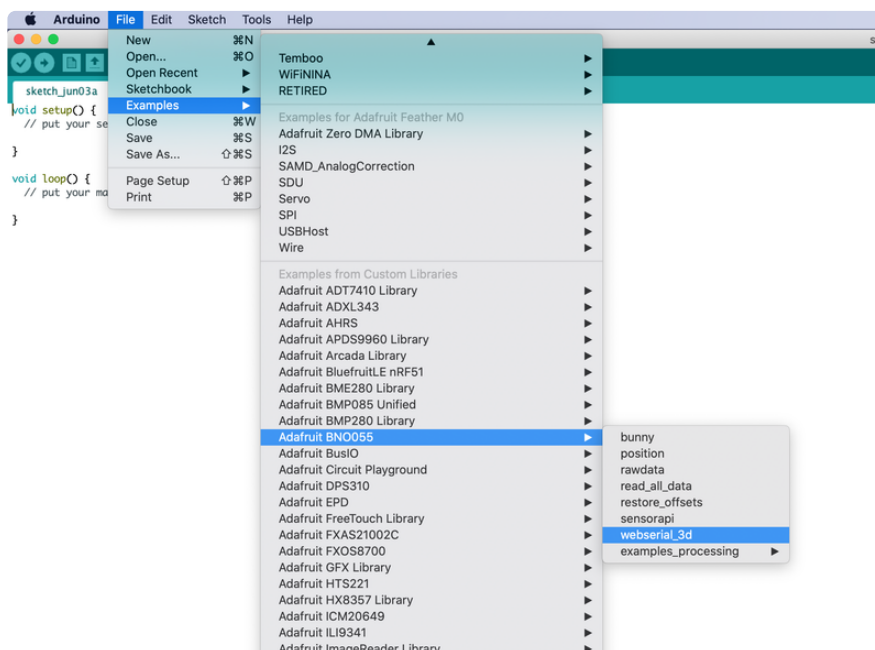 Arduino File Edit Sketch Tools Help
s
New ⌘N
Open... ⌘O
Open Recent
Sketchbook
Examples
Close ⌘W
Save ⌘S
Save As... ⇧⌘S
Page Setup ⇧⌘P
Print ⌘P
sketch_jun03a
void setup() {
// put your se
}
void loop() {
// put your ma
}
Temboo
WiFiNINA
RETIRED
Examples for Adafruit Feather M0
Adafruit Zero DMA Library
I2S
SAMD_AnalogCorrection
SDU
Servo
SPI
USBHost
Wire
Examples from Custom Libraries
Adafruit ADT7410 Library
Adafruit ADXL343
Adafruit AHRS
Adafruit APDS9960 Library
Adafruit Arcada Library
Adafruit BluefruitLE nRF51
Adafruit BME280 Library
Adafruit BMP085 Unified
Adafruit BMP280 Library
Adafruit BNO055
Adafruit BusIO
Adafruit Circuit Playground
Adafruit DPS310
Adafruit EPD
Adafruit FreeTouch Library
Adafruit FXAS21002C
Adafruit FXOS8700
Adafruit GFX Library
Adafruit HTS221
Adafruit HX8357 Library
Adafruit ICM20649
Adafruit ILI9341
Adafruit ImageReader Library
bunny
position
rawdata
read_all_data
restore_offsets
sensorapi
webserial_3d
examples_processing